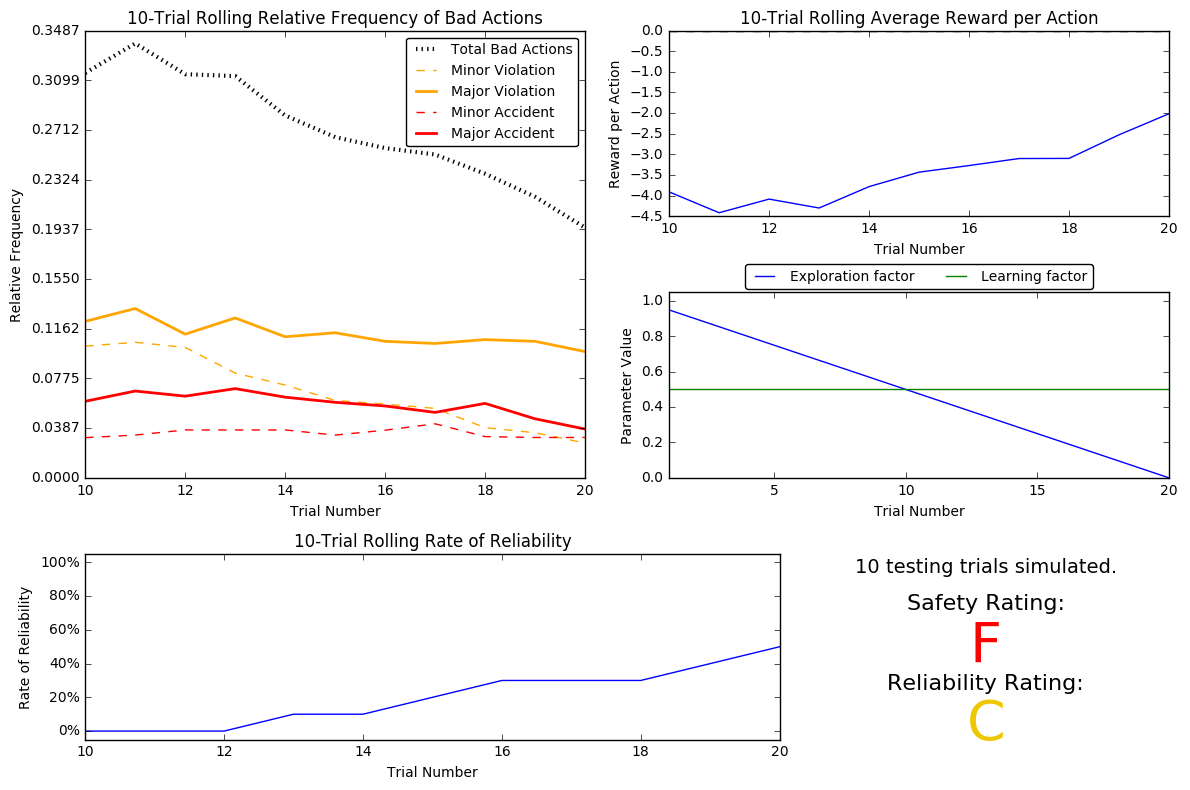 10-Trial Rolling Relative Frequency of Bad Actions
0.3487
0.3099
0.2712
0.2324
0.1937
0.1550
0.1162
0.0775
0.0387
0.0000
Relative Frequency
Total Bad Actions
Minor Violation
Major Violation
Minor Accident
Major Accident
10 12 14 16 18 20
Trial Number
10-Trial Rolling Average Reward per Action
0.0
−0.5
−1.0
−1.5
−2.0
−2.5
−3.0
−3.5
−4.0
−4.5
Reward per Action
10 12 14 16 18 20
Trial Number
Exploration factor Learning factor
1.0
0.8
0.6
0.4
0.2
0.0
Parameter Value
5 10 15 20
Trial Number
10-Trial Rolling Rate of Reliability
100%
80%
60%
40%
20%
0%
Rate of Reliability
10 12 14 16 18 20
Trial Number
10 testing trials simulated.
Safety Rating:
F
Reliability Rating:
C